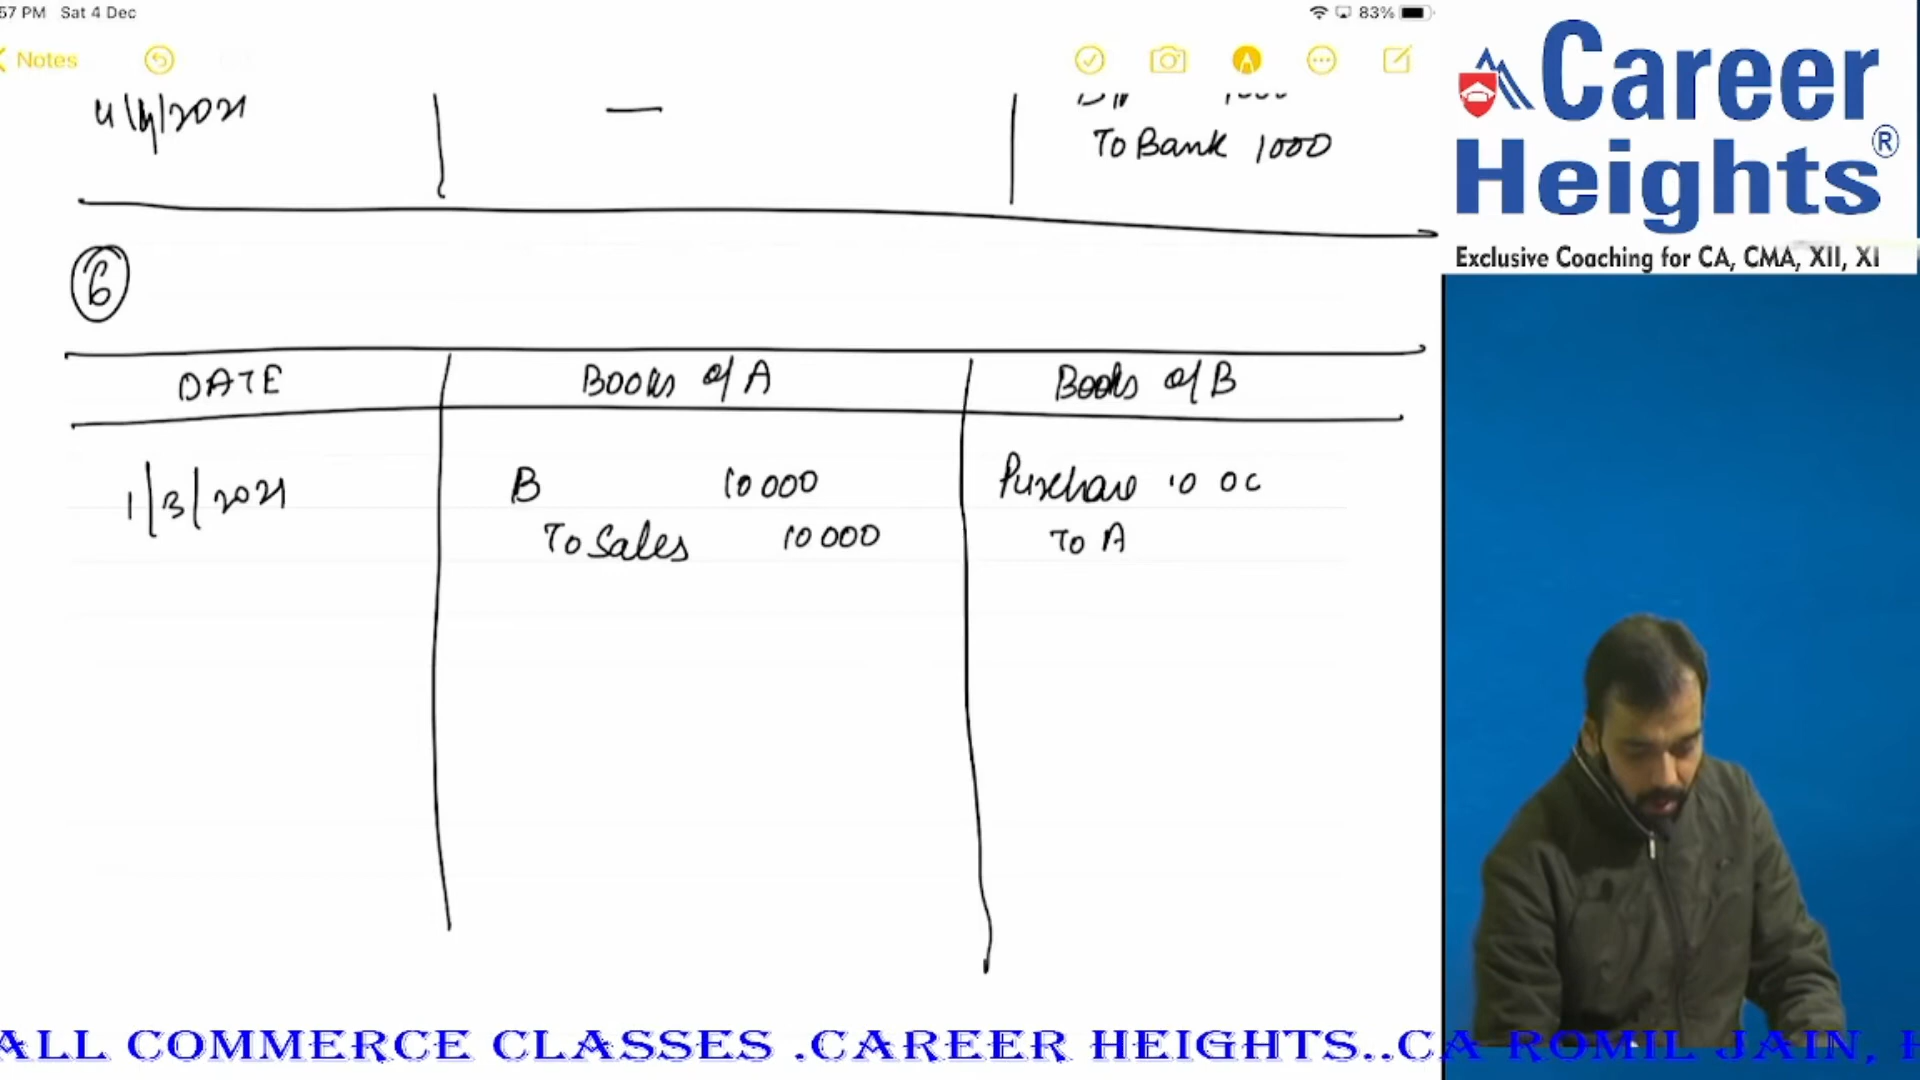 57 PM Sat 4 Dec
83%
Notes
4/4/2021
—
1000
To Bank 1000
6
DATE
Books of A
Books of B
1/3/2021
B 10000
Purchase 10 00
To Sales 10000
To A
Career
Heights®
Exclusive Coaching for CA, CMA, XII, XI
ALL COMMERCE CLASSES .CAREER HEIGHTS..CA ROMIL JAIN, H